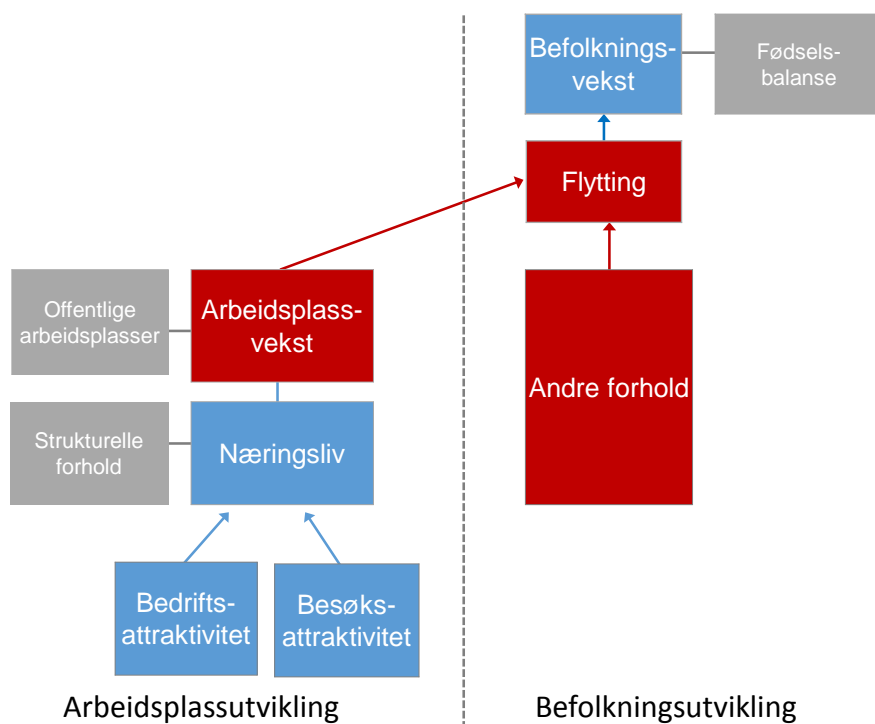 Befolknings-
vekst
Fødsels-
balanse
Flytting
Offentlige
arbeidsplasser
Arbeidsplass-
vekst
Andre forhold
Strukturelle
forhold
Næringsliv
Bedrifts-
attraktivitet
Besøks-
attraktivitet
Arbeidsplassutvikling
Befolkningsutvikling